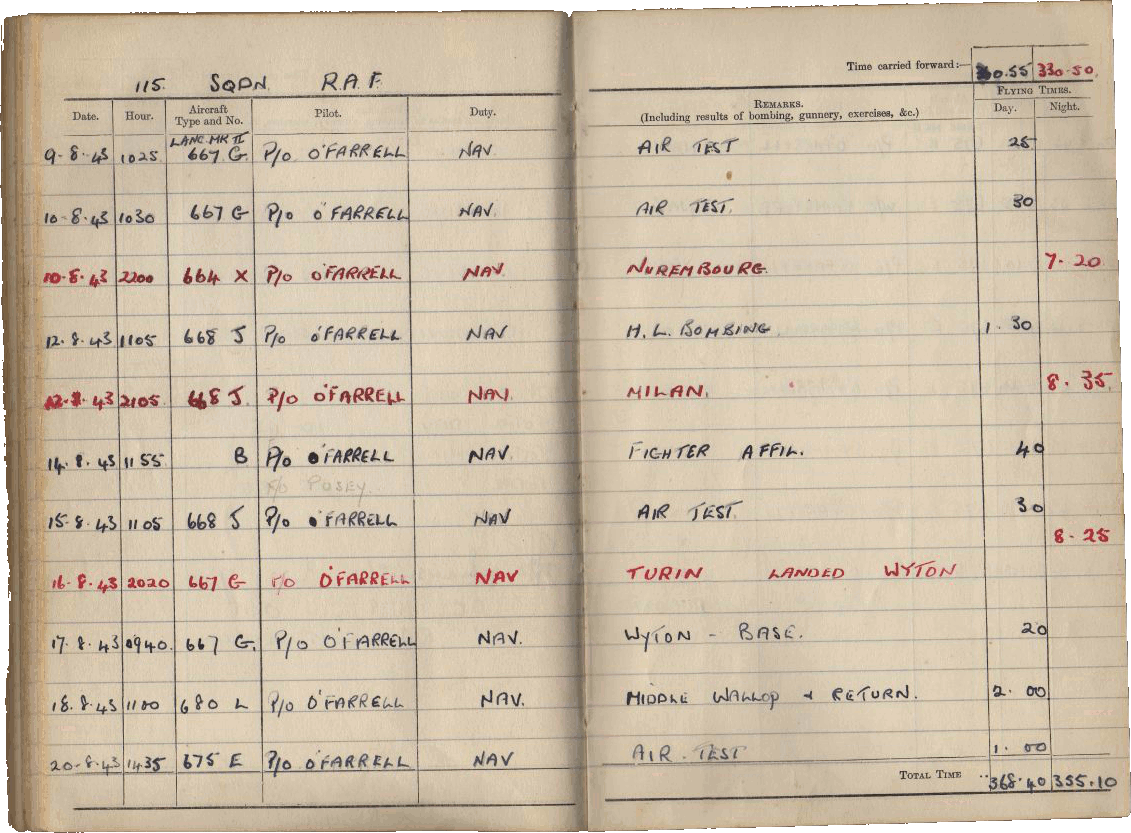 115. SQDN R.A.F.
Time carried forward:— 0.55 330.50
Date. Hour. Aircraft Type and No. Pilot. Duty. REMARKS. (Including results of bombing, gunnery, exercises, &c.) FLYING TIMES. Day. Night.
LANC. MK II
9-8-43 1025 667 G P/O O'FARRELL NAV AIR TEST 25
10-8-43 1030 667 G P/O O'FARRELL NAV. AIR TEST. 30
10-8-43 2200 664 X P/O O'FARRELL NAV. NUREMBOURG. 7.20
12.8.43 1105 668 J P/O O'FARRELL NAV H.L. BOMBING. 1.30
12.8.43 2105 668 J. P/O O'FARRELL NAV. MILAN. 8.35
14.8.43 1155 B P/O O'FARRELL NAV. FIGHTER AFFIL. 40
F/O POSEY.
15-8-43 1105 668 J P/O O'FARRELL NAV AIR TEST. 30
8.25
16-8-43 2020 667 G P/O O'FARRELL NAV TURIN LANDED WYTON
17.8.43 0940. 667 G. P/O O'FARRELL NAV. WYTON - BASE. 20
18.8.43 1100 680 L P/O O'FARRELL NAV. MIDDLE WALLOP & RETURN. 2.00
20-8-43 1435 675 E P/O O'FARRELL NAV AIR. TEST 1.00
TOTAL TIME 368.40 355.10